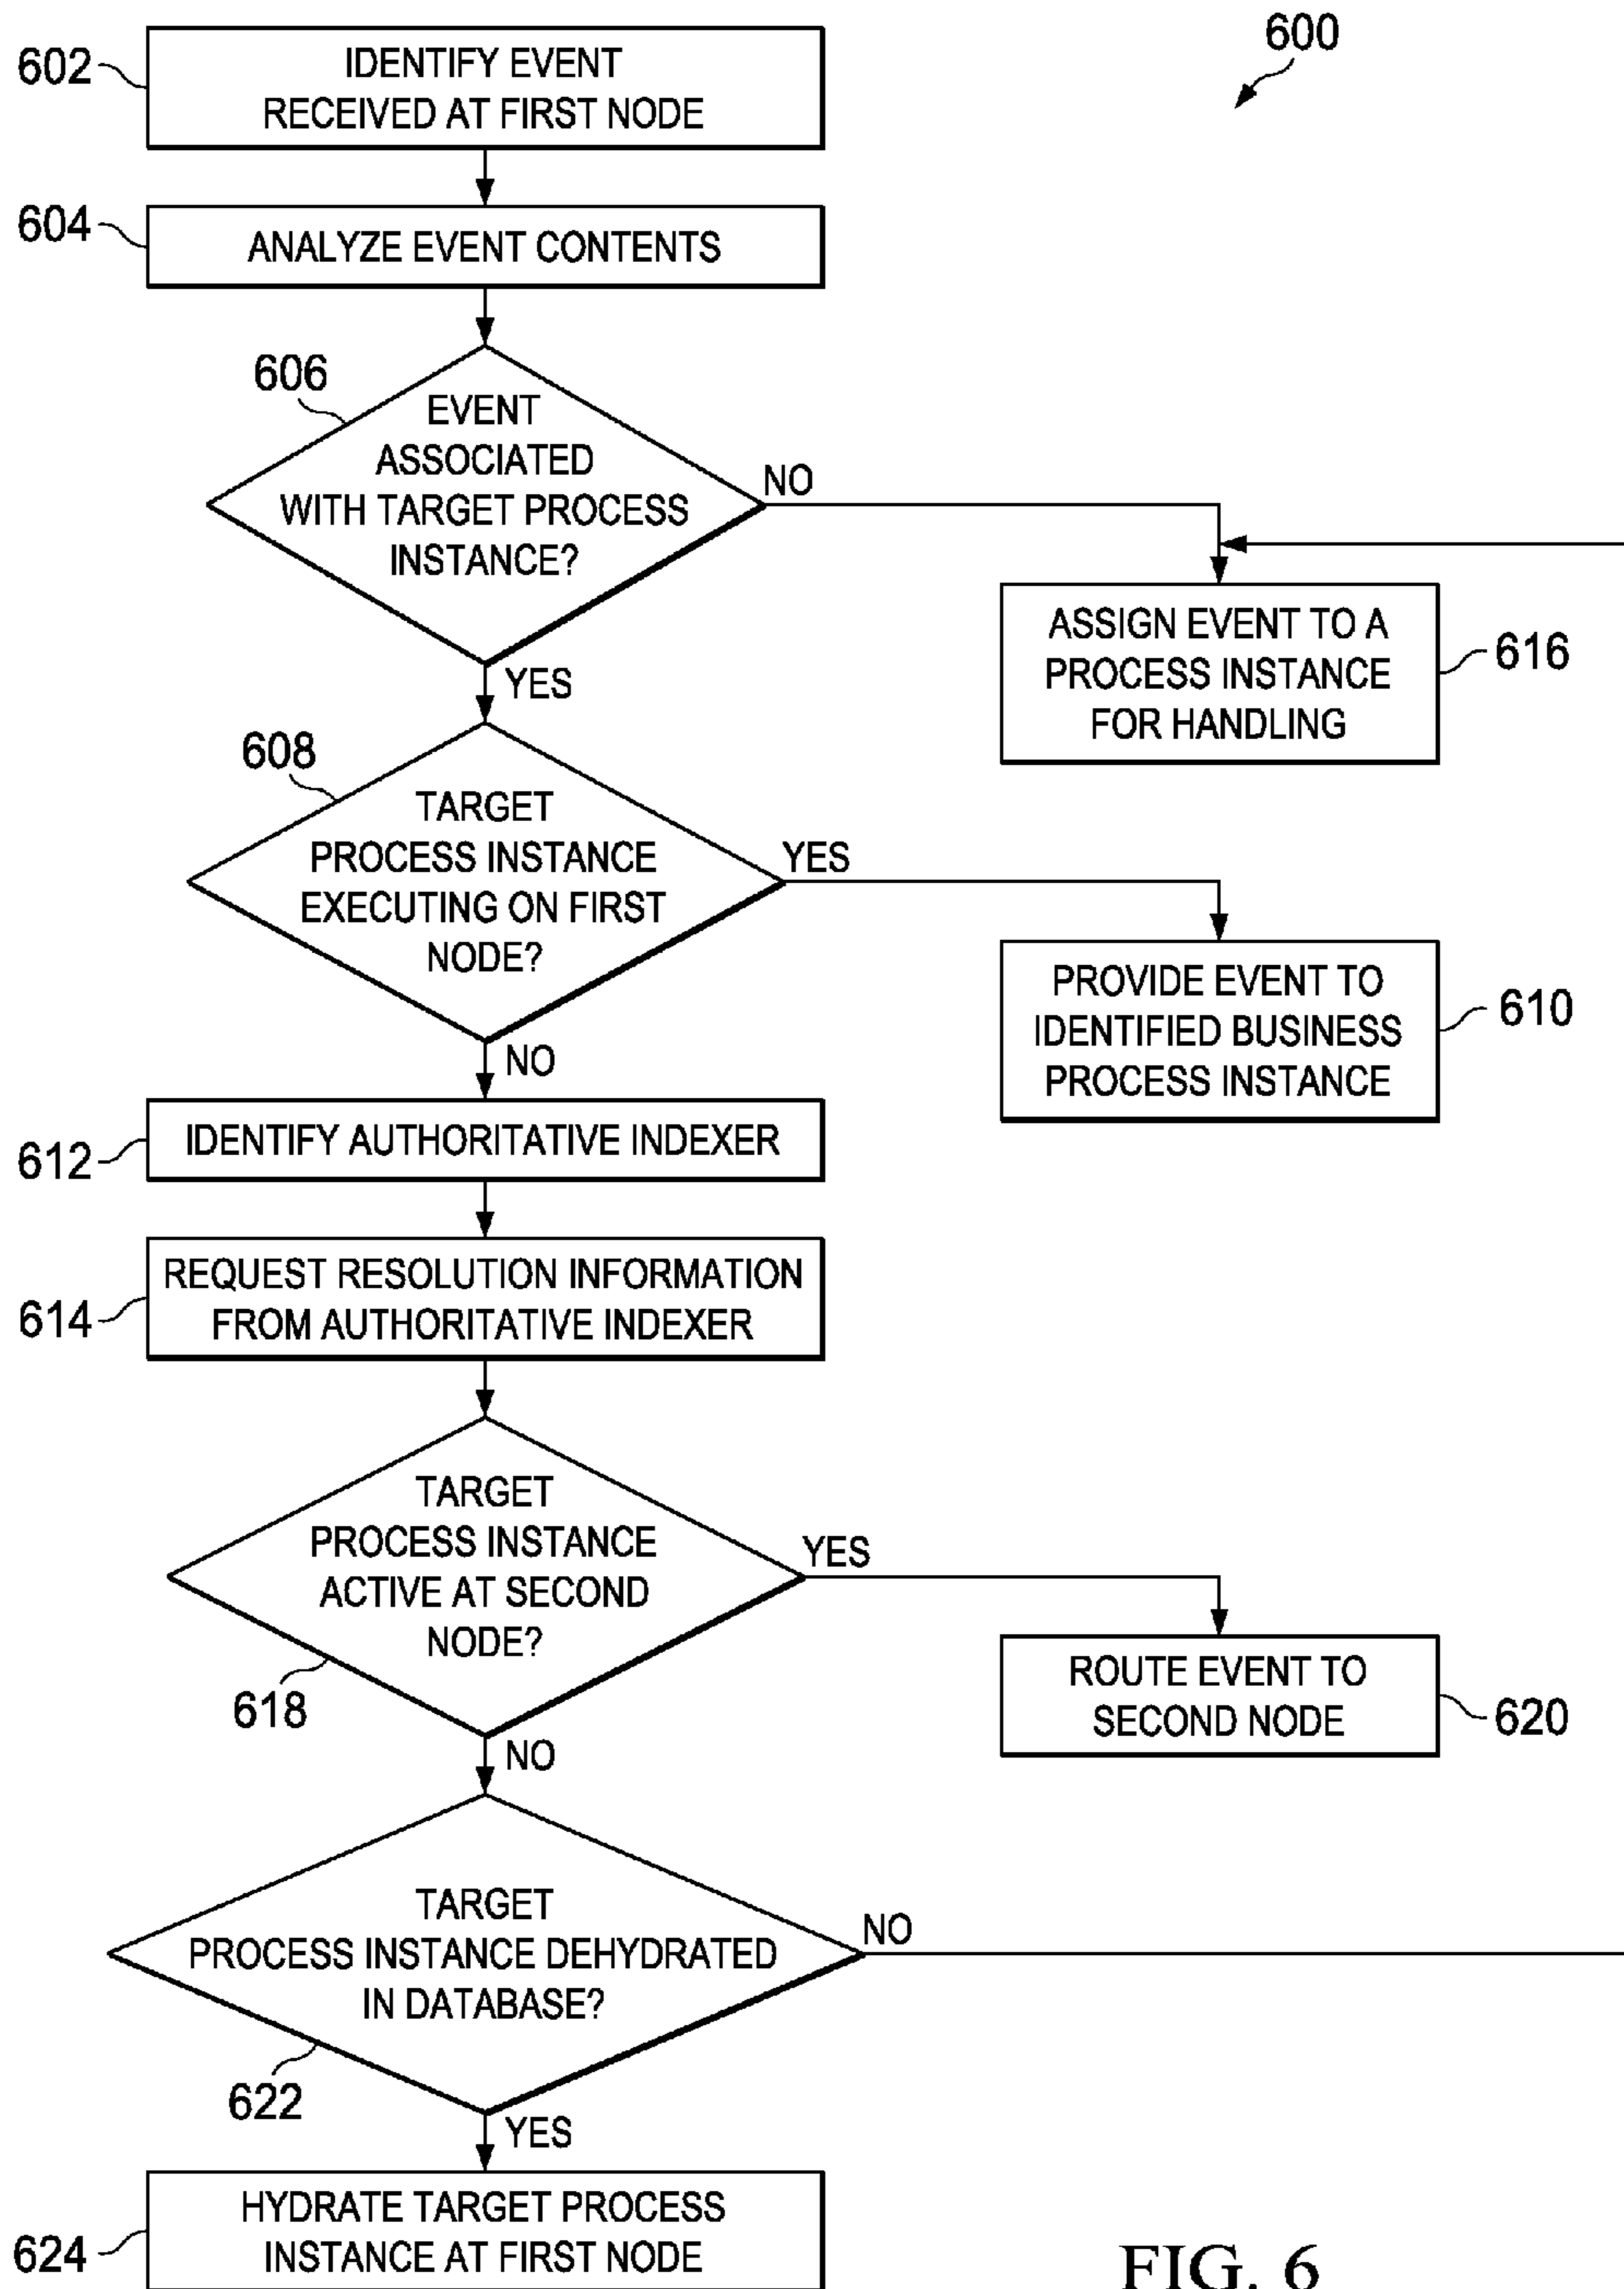 600
602
IDENTIFY EVENT
RECEIVED AT FIRST NODE
604
ANALYZE EVENT CONTENTS
606
EVENT
ASSOCIATED
WITH TARGET PROCESS
INSTANCE?
NO
YES
ASSIGN EVENT TO A
PROCESS INSTANCE
FOR HANDLING
616
608
TARGET
PROCESS INSTANCE
EXECUTING ON FIRST
NODE?
YES
NO
PROVIDE EVENT TO
IDENTIFIED BUSINESS
PROCESS INSTANCE
610
612
IDENTIFY AUTHORITATIVE INDEXER
614
REQUEST RESOLUTION INFORMATION
FROM AUTHORITATIVE INDEXER
TARGET
PROCESS INSTANCE
ACTIVE AT SECOND
NODE?
618
YES
NO
ROUTE EVENT TO
SECOND NODE
620
TARGET
PROCESS INSTANCE DEHYDRATED
IN DATABASE?
622
NO
YES
624
HYDRATE TARGET PROCESS
INSTANCE AT FIRST NODE
FIG. 6